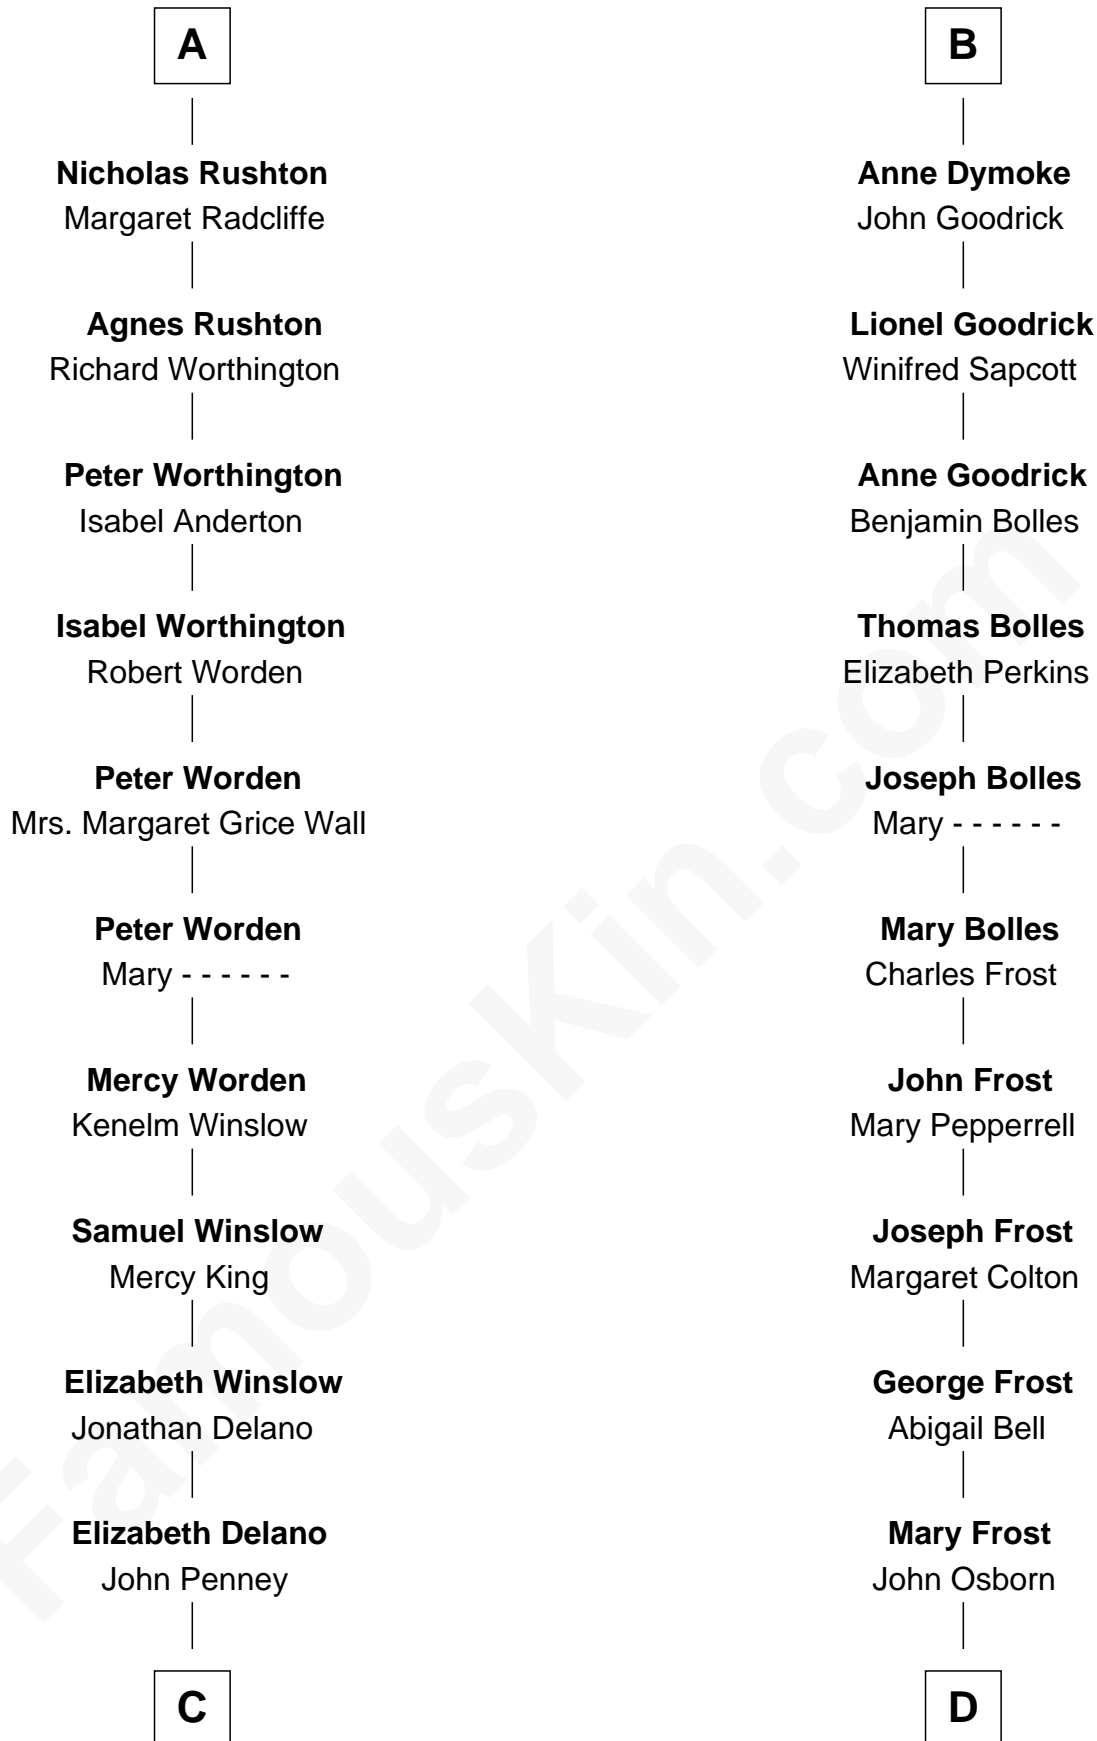 A
Nicholas Rushton
Margaret Radcliffe
Agnes Rushton
Richard Worthington
Peter Worthington
Isabel Anderton
Isabel Worthington
Robert Worden
Peter Worden
Mrs. Margaret Grice Wall
Peter Worden
Mary - - - - - -
Mercy Worden
Kenelm Winslow
Samuel Winslow
Mercy King
Elizabeth Winslow
Jonathan Delano
Elizabeth Delano
John Penney
C
B
Anne Dymoke
John Goodrick
Lionel Goodrick
Winifred Sapcott
Anne Goodrick
Benjamin Bolles
Thomas Bolles
Elizabeth Perkins
Joseph Bolles
Mary - - - - - -
Mary Bolles
Charles Frost
John Frost
Mary Pepperrell
Joseph Frost
Margaret Colton
George Frost
Abigail Bell
Mary Frost
John Osborn
D
FamousKin.com